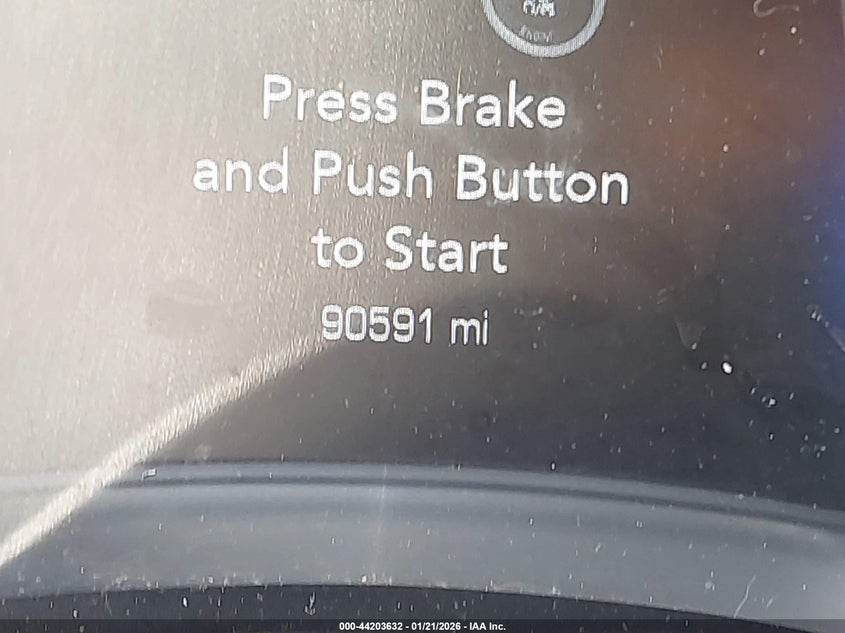 Press Brake
and Push Button
to Start
90591 mi
000-44203632 - 01/21/2026 - IAA Inc.